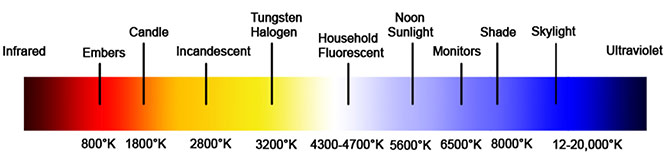 Infrared
Embers
Candle
Incandescent
Tungsten
Halogen
Household
Fluorescent
Noon
Sunlight
Monitors
Shade
Skylight
Ultraviolet
800°K 1800°K 2800°K 3200°K 4300-4700°K 5600°K 6500°K 8000°K 12-20,000°K